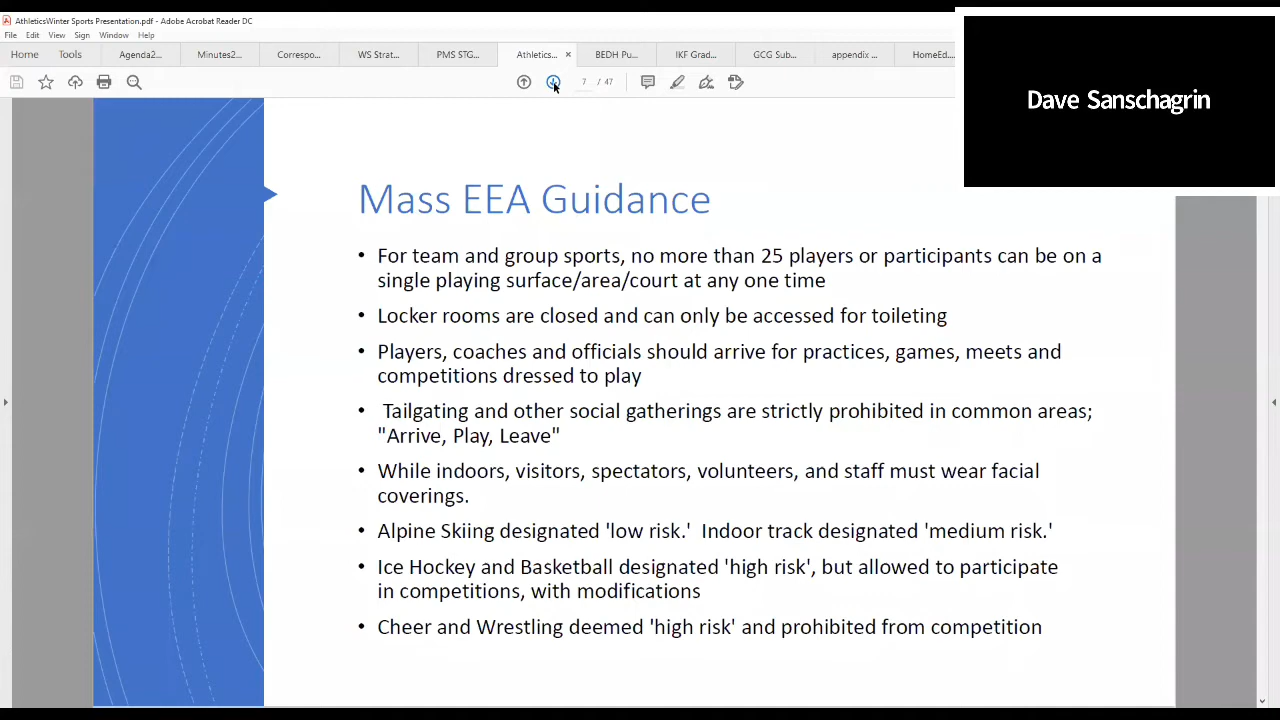 AthleticsWinter Sports Presentation.pdf - Adobe Acrobat Reader DC
File Edit View Sign Window Help
Home Tools Agenda2... Minutes2... Correspo... WS Strat... PMS STG... Athletics... × BEDH Pu... IKF Grad... GCG Sub... appendix ... HomeEd...
7 / 47
Dave Sanschagrin
Mass EEA Guidance
• For team and group sports, no more than 25 players or participants can be on a
single playing surface/area/court at any one time
• Locker rooms are closed and can only be accessed for toileting
• Players, coaches and officials should arrive for practices, games, meets and
competitions dressed to play
• Tailgating and other social gatherings are strictly prohibited in common areas;
"Arrive, Play, Leave"
• While indoors, visitors, spectators, volunteers, and staff must wear facial
coverings.
• Alpine Skiing designated 'low risk.' Indoor track designated 'medium risk.'
• Ice Hockey and Basketball designated 'high risk', but allowed to participate
in competitions, with modifications
• Cheer and Wrestling deemed 'high risk' and prohibited from competition